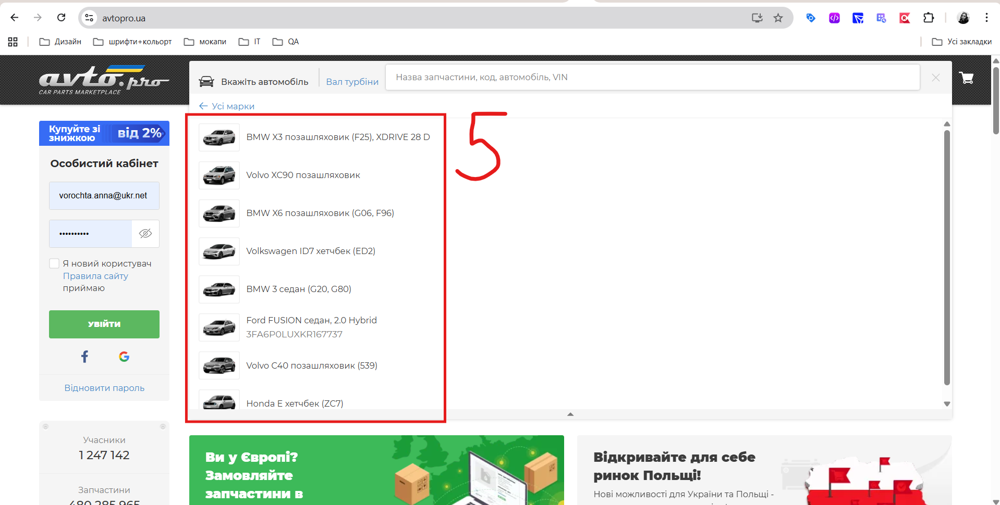 avtopro.ua
Дизайн
шрифти+кольорт
мокапи
IT
QA
Усі закладки
avto.pro
CAR PARTS MARKETPLACE
Вкажіть автомобіль
Вал турбіни
Назва запчастини, код, автомобіль, VIN
Усі марки
5
Купуйте зі
знижкою
від 2%
Особистий кабінет
vorochta.anna@ukr.net
••••••••••
Я новий користувач
Правила сайту
приймаю
УВІЙТИ
Відновити пароль
Учасники
1 247 142
Запчастини
480 285 965
BMW X3 позашляховик (F25), XDRIVE 28 D
Volvo XC90 позашляховик
BMW X6 позашляховик (G06, F96)
Volkswagen ID7 хетчбек (ED2)
BMW 3 седан (G20, G80)
Ford FUSION седан, 2.0 Hybrid
3FA6P0LUXKR167737
Volvo C40 позашляховик (539)
Honda E хетчбек (ZC7)
Ви у Європі?
Замовляйте
запчастини в
Відкривайте для себе
ринок Польщі!
Нові можливості для України та Польщі -